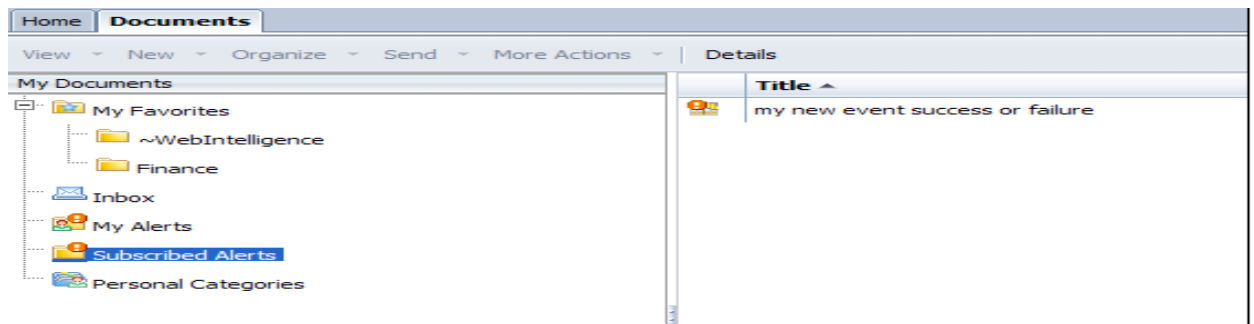 Home Documents
View New Organize Send More Actions Details
My Documents
Title
My Favorites
my new event success or failure
~WebIntelligence
Finance
Inbox
My Alerts
Subscribed Alerts
Personal Categories